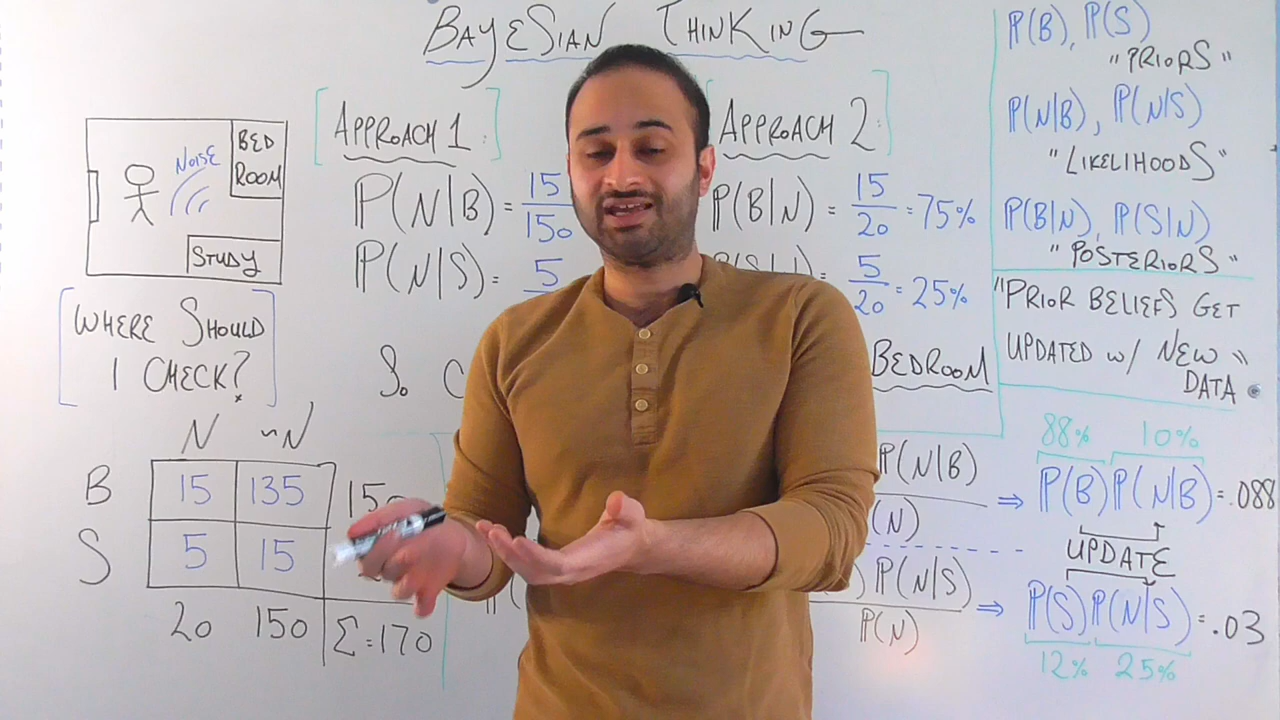 BAYESIAN THINKING
BED
ROOM
NOISE
STUDY
WHERE SHOULD
I CHECK?
N ~N
B 15 135 150
S 5 15
20 150 Σ=170
APPROACH 1:
P(N|B) = 15/150
P(N|S) = 5
So
APPROACH 2:
P(B|N) = 15/20 = 75%
= 5/20 = 25%
BEDROOM
P(N|B)
(N)
⇒ P(B)P(N|B) = .088
88% 10%
UPDATE
P(N|S)
P(N)
⇒ P(S)P(N|S) = .03
12% 25%
P(B), P(S)
"PRIORS"
P(N|B), P(N|S)
"LIKELIHOODS"
P(B|N), P(S|N)
"POSTERIORS"
"PRIOR BELIEFS GET
UPDATED w/ NEW
DATA"